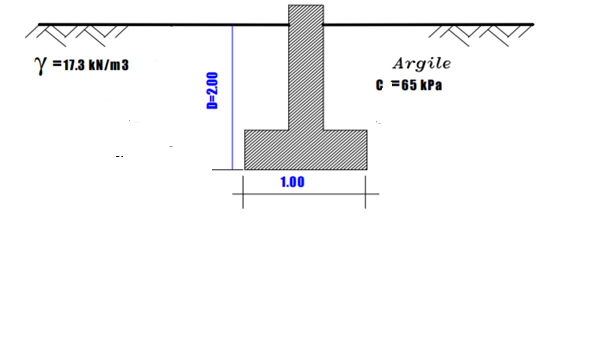 γ =17.3 kN/m3
Argile
C =65 kPa
D=2.00
1.00